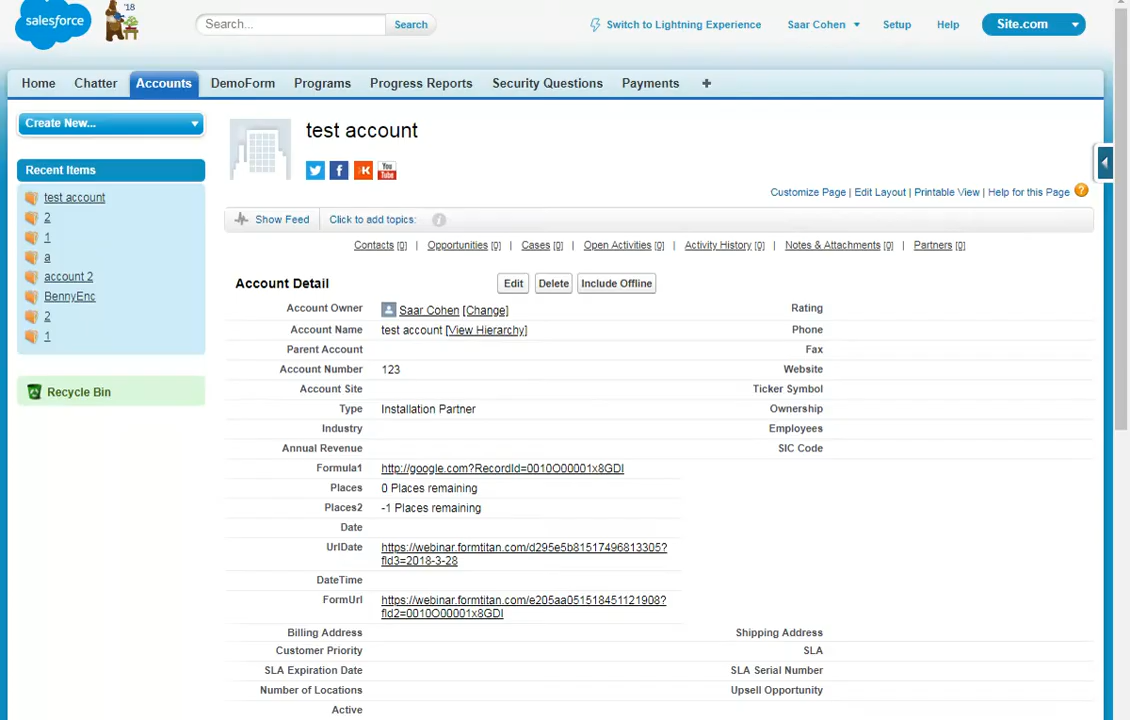 salesforce
'18
Search...
Search
Switch to Lightning Experience
Saar Cohen
Setup
Help
Site.com
Home
Chatter
Accounts
DemoForm
Programs
Progress Reports
Security Questions
Payments
+
Create New...
test account
Recent Items
You
Tube
test account
2
1
a
account 2
BennyEnc
2
1
Recycle Bin
Customize Page | Edit Layout | Printable View | Help for this Page ?
Show Feed
Click to add topics:
i
Contacts [0] | Opportunities [0] | Cases [0] | Open Activities [0] | Activity History [0] | Notes & Attachments [0] | Partners [0]
Account Detail
Edit
Delete
Include Offline
Account Owner Saar Cohen [Change]
Rating
Account Name test account [View Hierarchy]
Phone
Parent Account
Fax
Account Number 123
Website
Account Site
Ticker Symbol
Type Installation Partner
Ownership
Industry
Employees
Annual Revenue
SIC Code
Formula1 http://google.com?RecordId=0010O00001x8GDI
Places 0 Places remaining
Places2 -1 Places remaining
Date
UrlDate https://webinar.formtitan.com/d295e5b81517496813305?
fld3=2018-3-28
DateTime
FormUrl https://webinar.formtitan.com/e205aa051518451121908?
fld2=0010O00001x8GDI
Billing Address
Shipping Address
Customer Priority
SLA
SLA Expiration Date
SLA Serial Number
Number of Locations
Upsell Opportunity
Active